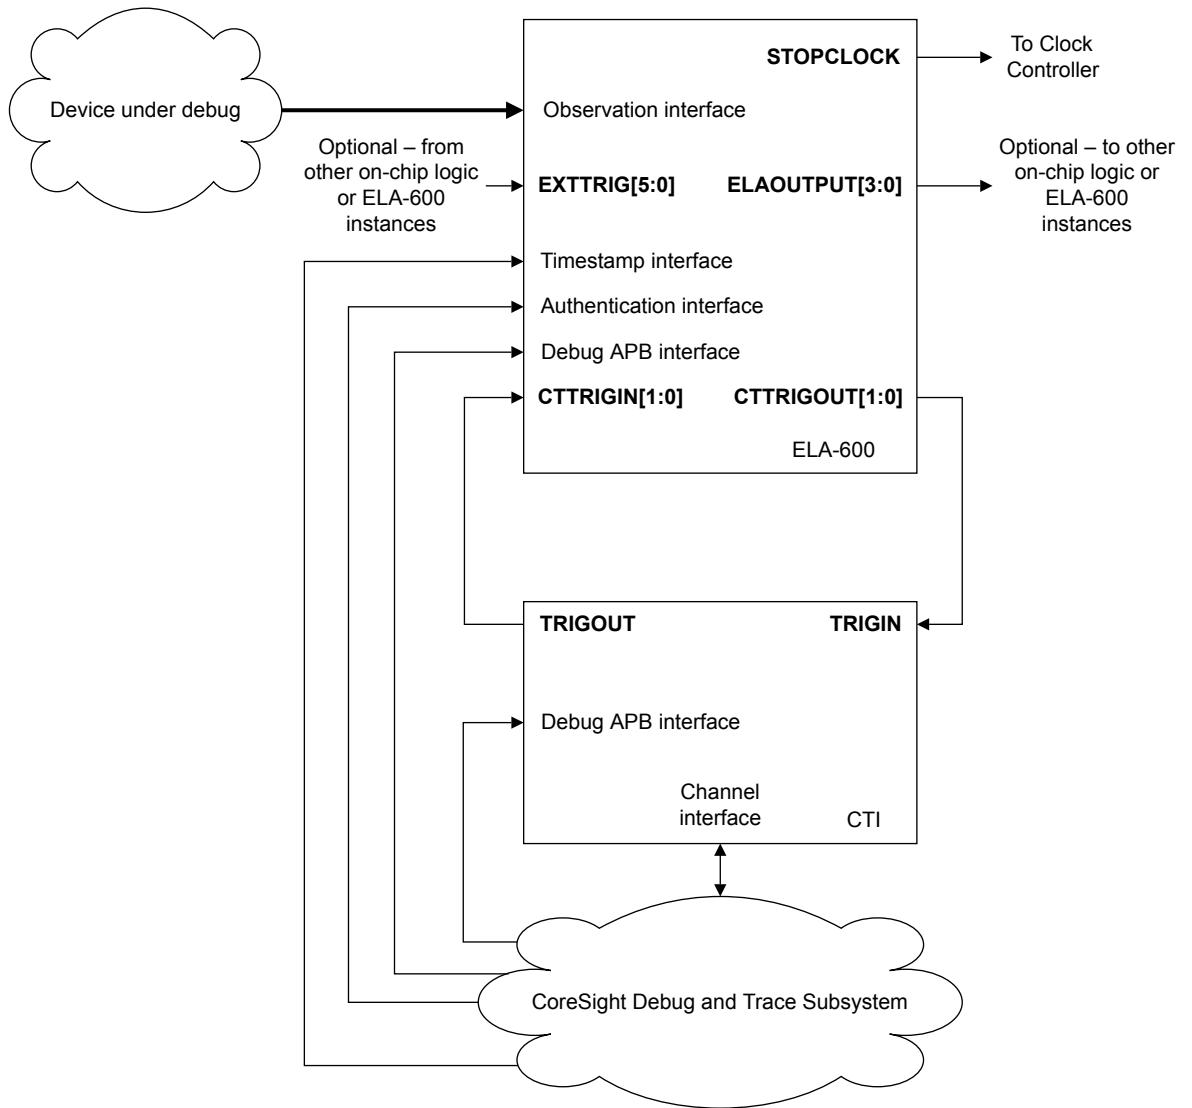 STOPCLOCK
To Clock
Controller
Device under debug
Observation interface
Optional – from
other on-chip logic
or ELA-600
instances
EXTTRIG[5:0]
ELAOUTPUT[3:0]
Optional – to other
on-chip logic or
ELA-600
instances
Timestamp interface
Authentication interface
Debug APB interface
CTTRIGIN[1:0]
CTTRIGOUT[1:0]
ELA-600
TRIGOUT
TRIGIN
Debug APB interface
Channel
interface
CTI
CoreSight Debug and Trace Subsystem